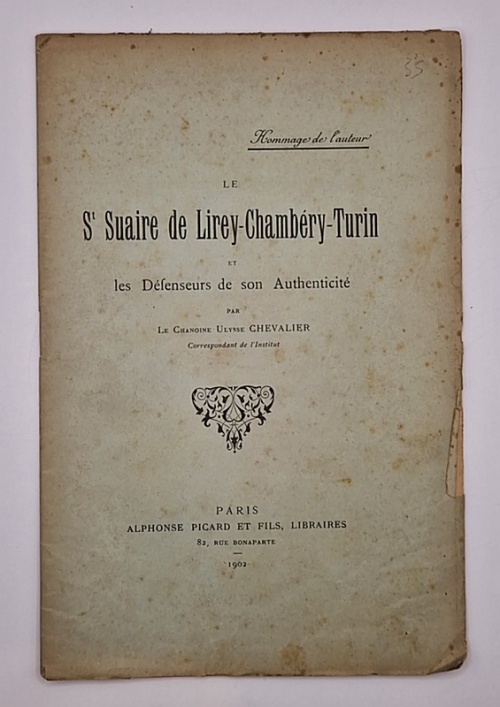 35
Hommage de l'auteur
LE
St Suaire de Lirey-Chambéry-Turin
ET
les Défenseurs de son Authenticité
PAR
LE CHANOINE ULYSSE CHEVALIER
Correspondant de l'Institut
PARIS
ALPHONSE PICARD ET FILS, LIBRAIRES
82, RUE BONAPARTE
1902